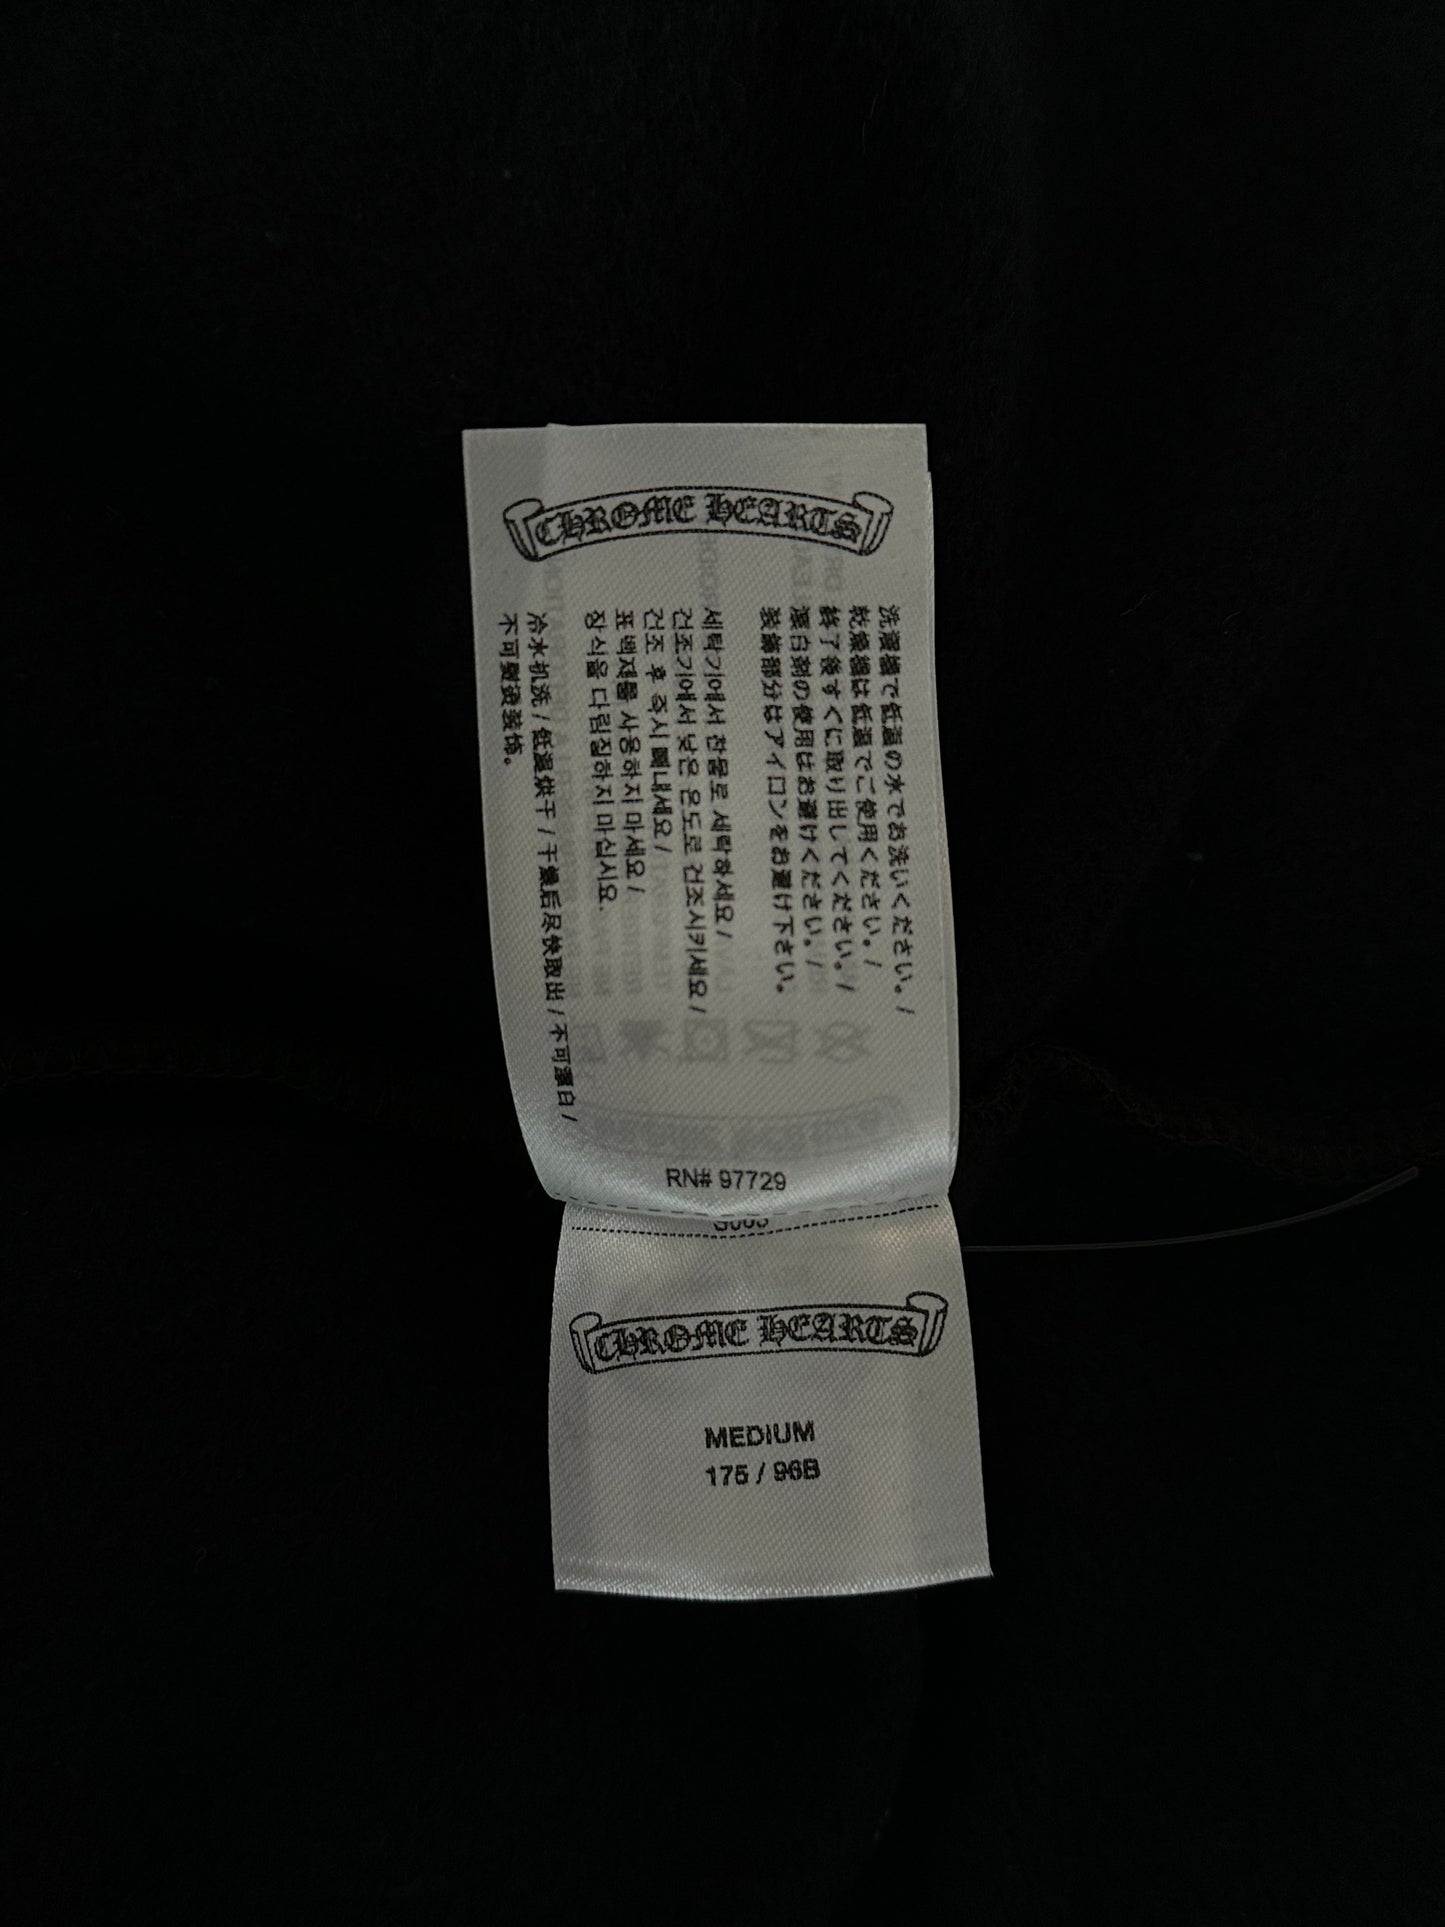 CHROME HEARTS
洗濯機で低温の水でお洗いください。/
乾燥機は低温でご使用ください。/
終了後すぐに取り出してください。/
漂白剤の使用はお避けください。/
装飾部分はアイロンをお避け下さい。
세탁기에서 찬물로 세탁하세요/
건조기에서 낮은 온도로 건조시키세요/
건조 후 즉시 빼내세요/
표백제를 사용하지 마세요/
장식을 다림질하지 마십시요.
冷水机洗/低温烘干/干燥后尽快取出/不可漂白/
不可熨烫装饰。
RN# 97729
CHROME HEARTS
MEDIUM
175 / 96B